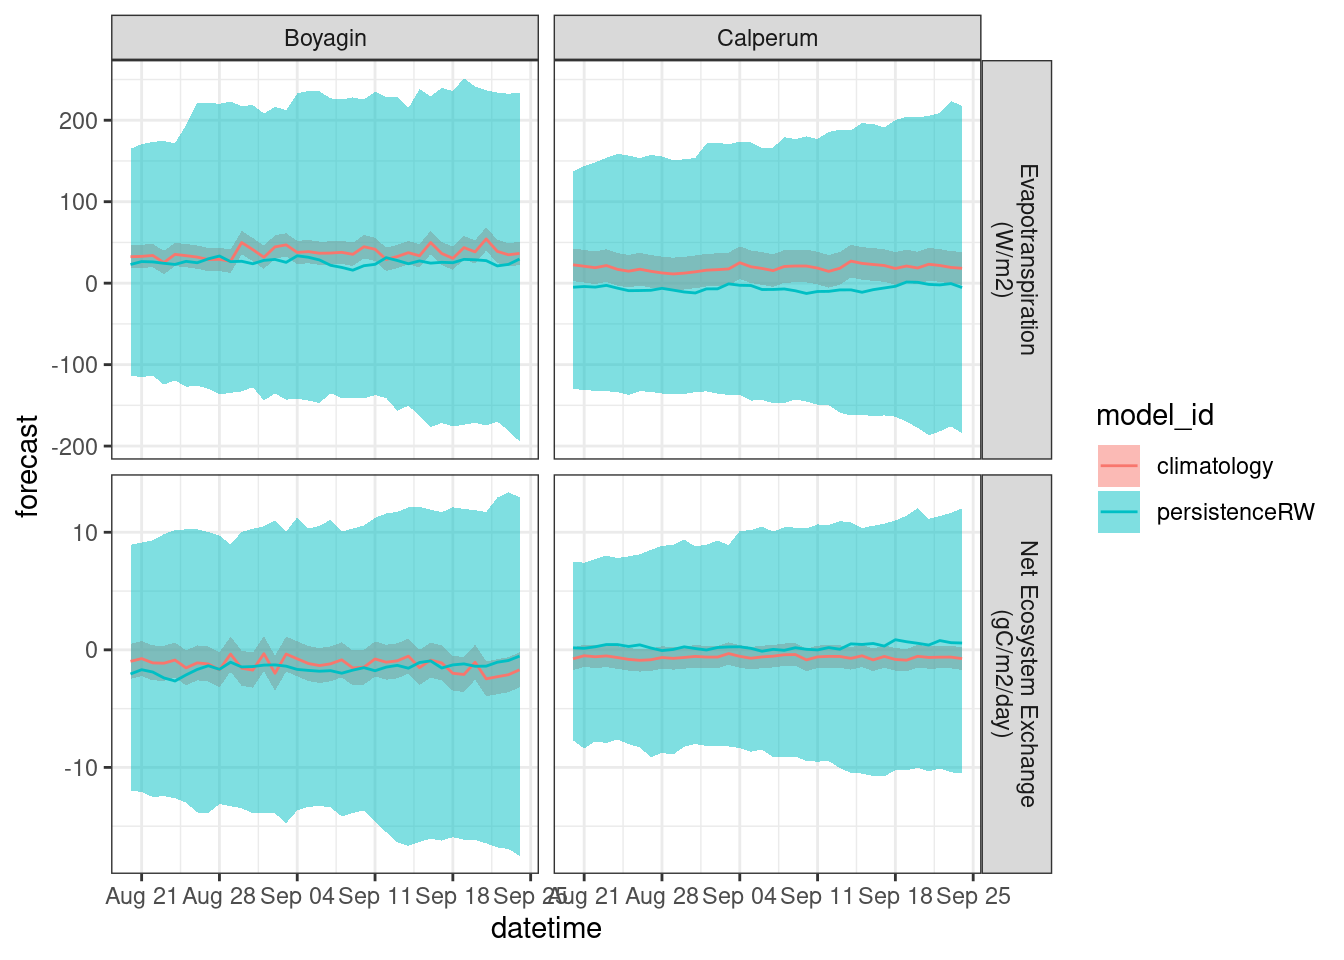 Boyagin
Calperum
200
100
0
-100
-200
Evapotranspiration
(W/m2)
10
0
-10
Net Ecosystem Exchange
(gC/m2/day)
forecast
Aug 21 Aug 28 Sep 04 Sep 11 Sep 18 Sep 25
Aug 21 Aug 28 Sep 04 Sep 11 Sep 18 Sep 25
datetime
model_id
climatology
persistenceRW